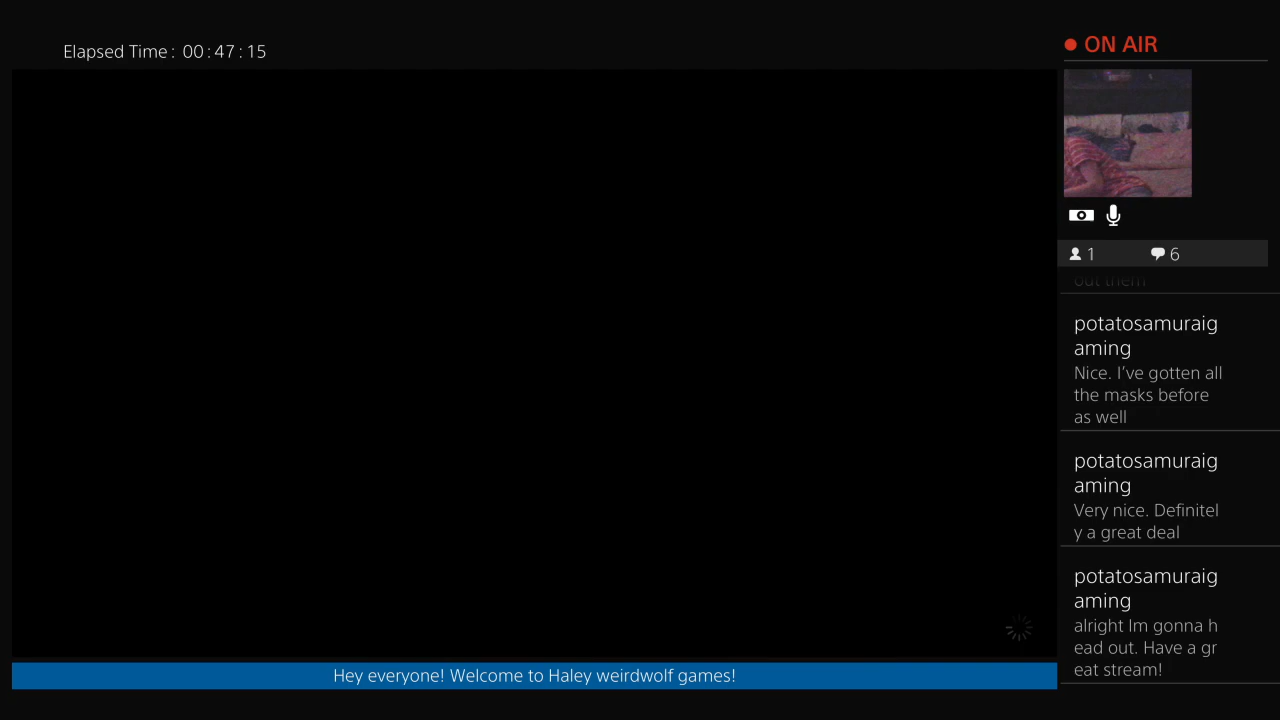 Elapsed Time: 00:47:15
ON AIR
1
6
out them
potatosamuraig
aming
Nice. I've gotten all
the masks before
as well
potatosamuraig
aming
Very nice. Definitel
y a great deal
potatosamuraig
aming
alright Im gonna h
ead out. Have a gr
eat stream!
Hey everyone! Welcome to Haley weirdwolf games!